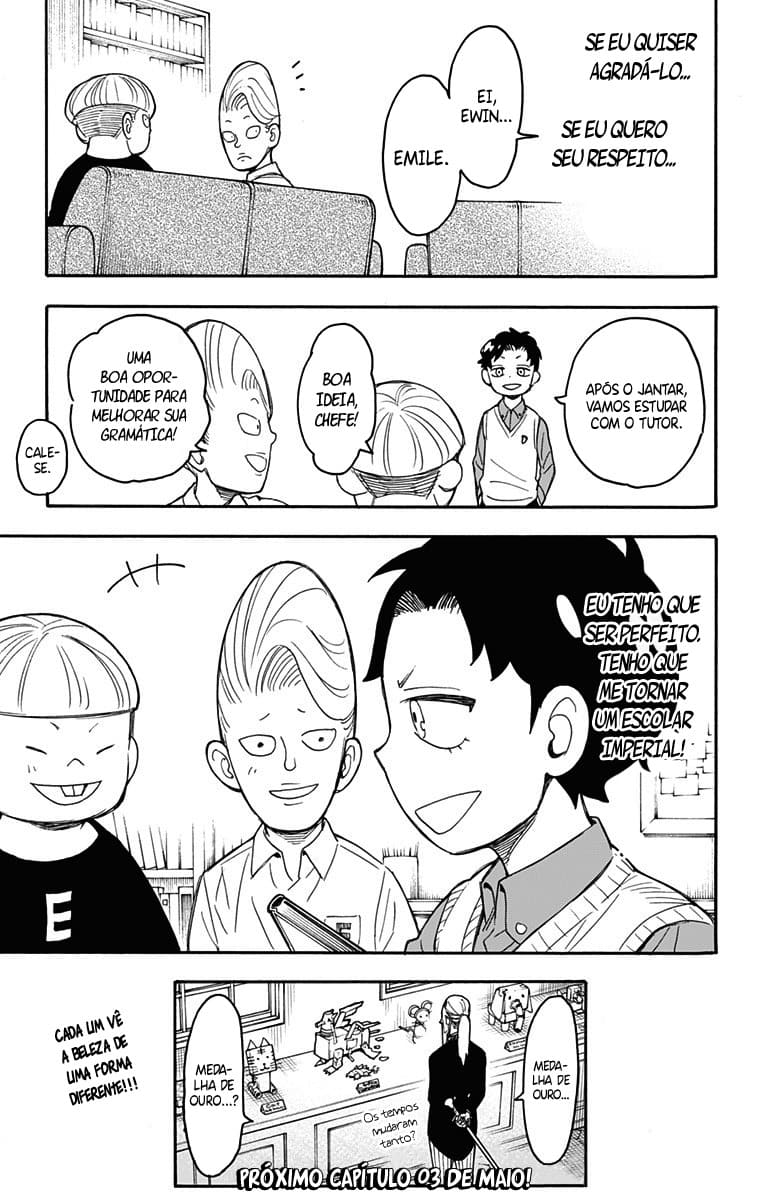 SE EU QUISER
AGRADÁ-LO...
SE EU QUERO
SEU RESPEITO...
EI,
EWIN...
EMILE.
APÓS O JANTAR,
VAMOS ESTUDAR
COM O TUTOR.
BOA
IDEIA,
CHEFE!
UMA
BOA OPOR-
TUNIDADE PARA
MELHORAR SUA
GRAMÁTICA!
CALE-
SE.
EU TENHO QUE
SER PERFEITO.
TENHO QUE
ME TORNAR
UM ESCOLAR
IMPERIAL!
D
E
E
CADA UM VÊ
A BELEZA DE
UMA FORMA
DIFERENTE!!!
MEDA-
LHA DE
OURO...
MEDA-
LHA DE
OURO...?
Os tempos
mudaram
tanto?
PRÓXIMO CAPÍTULO 03 DE MAIO!